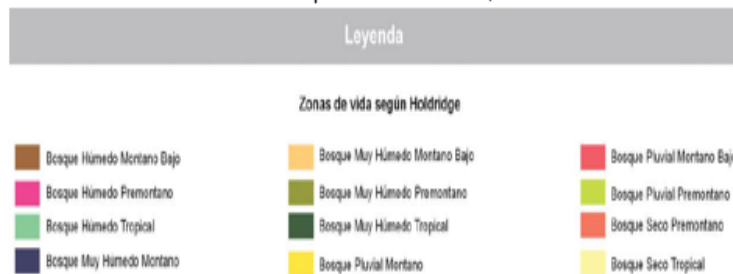 Leyenda
Zonas de vida según Holdridge
Bosque Húmedo Montano Bajo
Bosque Húmedo Premontano
Bosque Húmedo Tropical
Bosque Muy Húmedo Montano
Bosque Muy Húmedo Montano Bajo
Bosque Muy Húmedo Premontano
Bosque Muy Húmedo Tropical
Bosque Pluvial Montano
Bosque Pluvial Montano Bajo
Bosque Pluvial Premontano
Bosque Seco Premontano
Bosque Seco Tropical